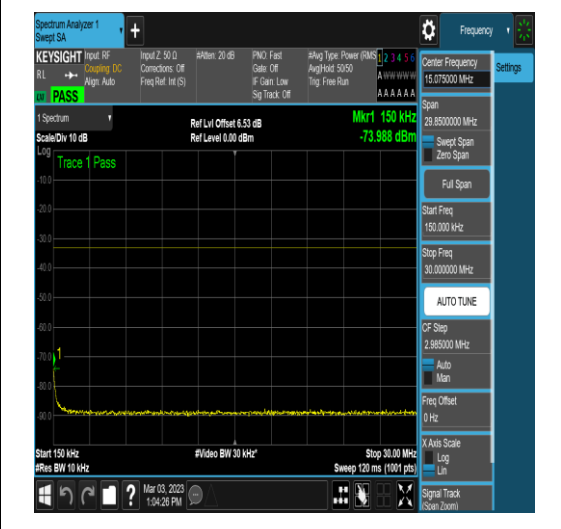 Spectrum Analyzer 1
Swept SA
+
Frequency
KEYSIGHT
RL
PASS
Input: RF
Coupling: DC
Align: Auto
Input Z: 50 Ω
Corrections: Off
Freq Ref: Int (S)
#Atten: 20 dB
PNO: Fast
Gate: Off
IF Gain: Low
Sig Track: Off
#Avg Type: Power (RMS
Avg|Hold: 50/50
Trig: Free Run
1 2 3 4 5 6
A W W W W W
A A A A A A
1 Spectrum
Scale/Div 10 dB
Ref Lvl Offset 6.53 dB
Ref Level 0.00 dBm
Mkr1 150 kHz
-73.988 dBm
Log
Trace 1 Pass
-10.0
-20.0
-30.0
-40.0
-50.0
-60.0
-70.0
-80.0
-90.0
1
Start 150 kHz
#Res BW 10 kHz
#Video BW 30 kHz*
Stop 30.00 MHz
Sweep 120 ms (1001 pts)
?
Mar 03, 2023
1:04:26 PM
Center Frequency
15.075000 MHz
Span
29.8500000 MHz
Swept Span
Zero Span
Full Span
Start Freq
150.000 kHz
Stop Freq
30.000000 MHz
AUTO TUNE
CF Step
2.985000 MHz
Auto
Man
Freq Offset
0 Hz
X Axis Scale
Log
Lin
Signal Track
(Span Zoom)
Settings